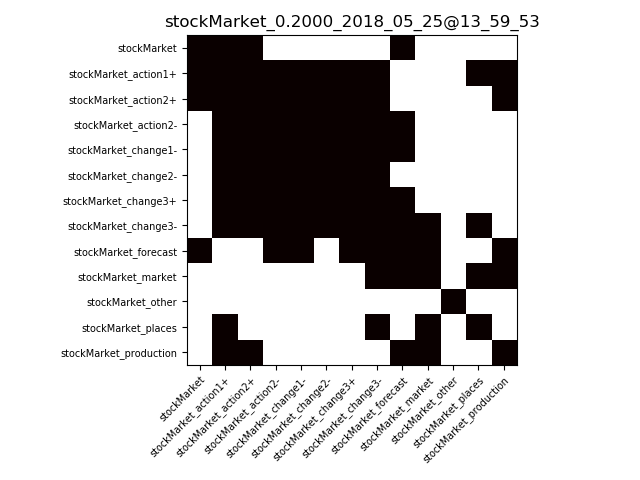 stockMarket_0.2000_2018_05_25@13_59_53
stockMarket
stockMarket_action1+
stockMarket_action2+
stockMarket_action2-
stockMarket_change1-
stockMarket_change2-
stockMarket_change3+
stockMarket_change3-
stockMarket_forecast
stockMarket_market
stockMarket_other
stockMarket_places
stockMarket_production
stockMarket
stockMarket_action1+
stockMarket_action2+
stockMarket_action2-
stockMarket_change1-
stockMarket_change2-
stockMarket_change3+
stockMarket_change3-
stockMarket_forecast
stockMarket_market
stockMarket_other
stockMarket_places
stockMarket_production